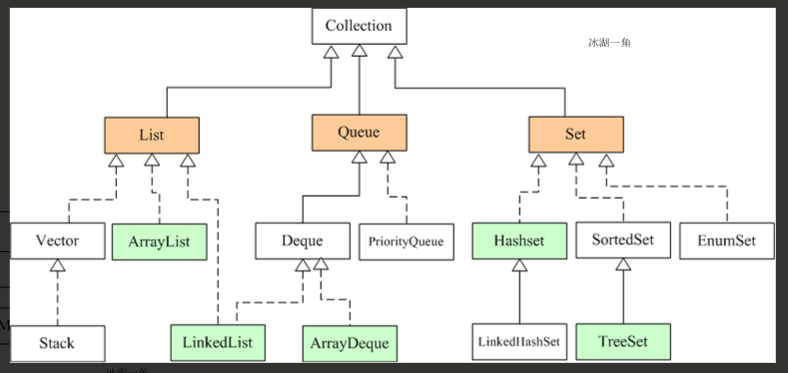 Collection
冰湖一角
List
Queue
Set
Vector
ArrayList
Deque
PriorityQueue
Hashset
SortedSet
EnumSet
M
Stack
LinkedList
ArrayDeque
LinkedHashSet
TreeSet